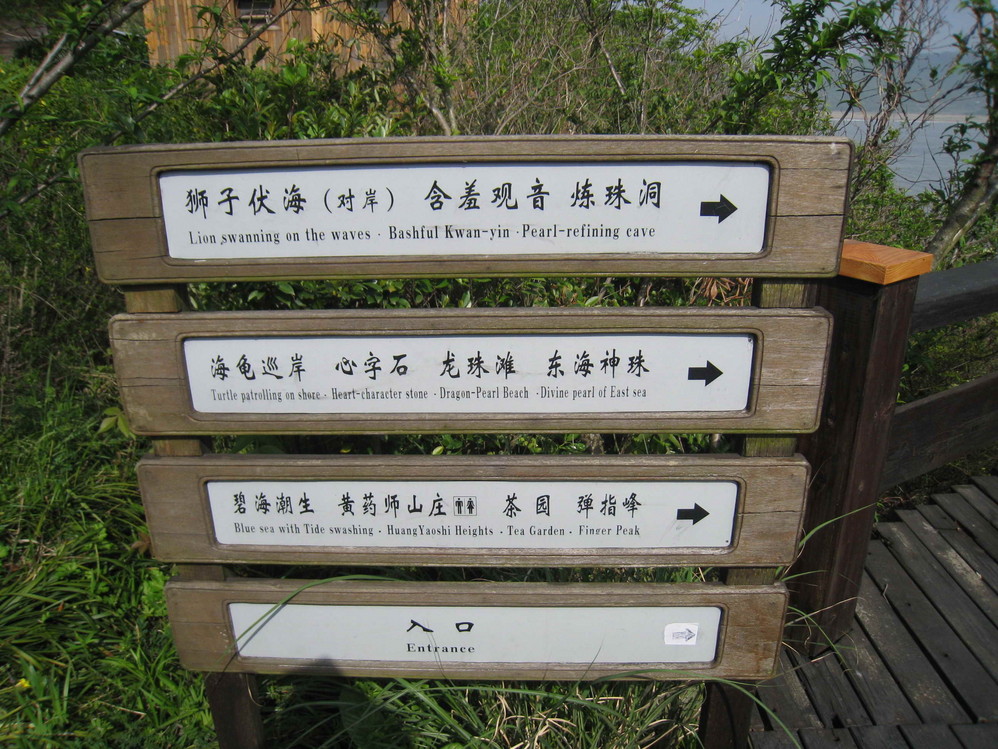 狮子伏海（对岸） 含羞观音 炼珠洞
Lion swanning on the waves · Bashful Kwan-yin ·Pearl-refining cave
海龟巡岸 心字石 龙珠滩 东海神珠
Turtle patrolling on shore · Heart-character stone · Dragon-Pearl Beach ·Divine pearl of East sea
碧海潮生 黄药师山庄 茶园 弹指峰
Blue sea with Tide swashing · HuangYaoshi Heights · Tea Garden · Finger Peak
入口
Entrance